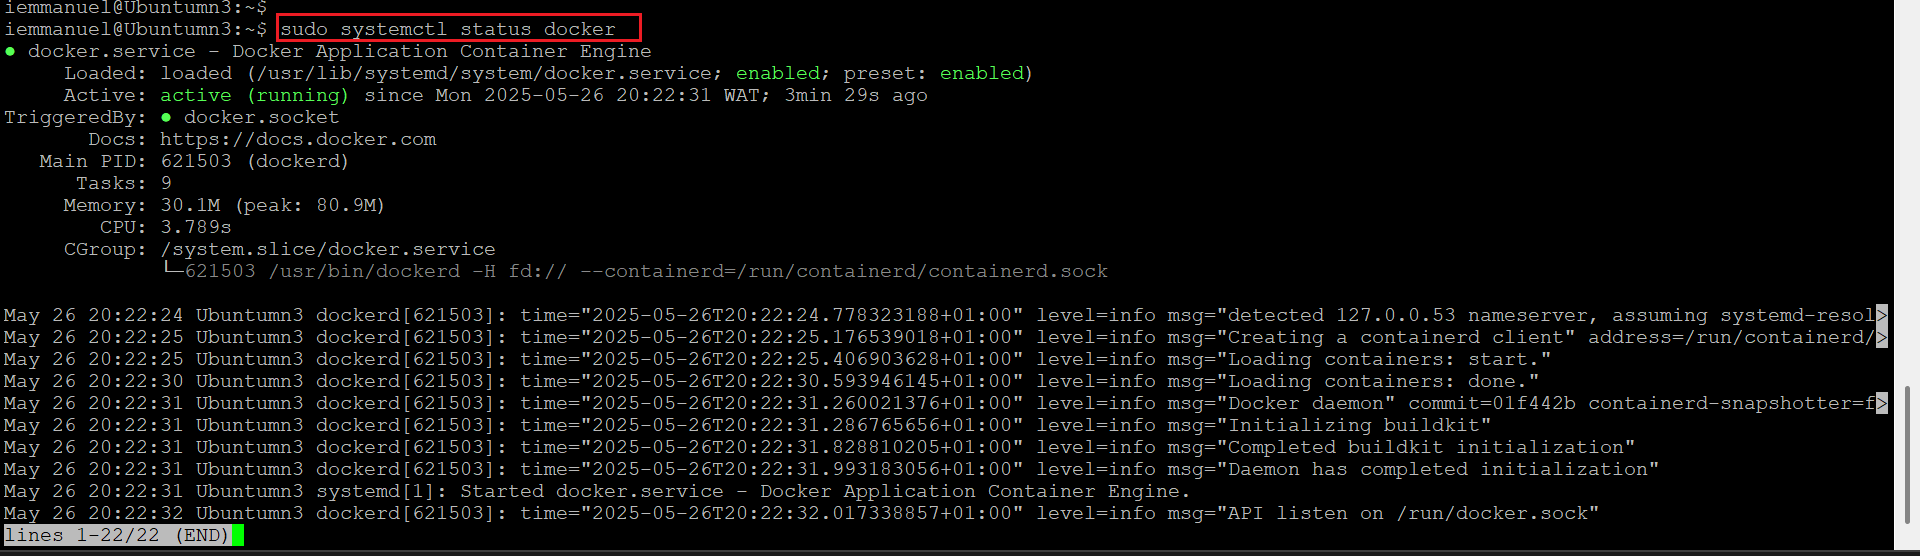 iemmanuel@Ubuntumn3:~$
iemmanuel@Ubuntumn3:~$ sudo systemctl status docker
● docker.service - Docker Application Container Engine
     Loaded: loaded (/usr/lib/systemd/system/docker.service; enabled; preset: enabled)
     Active: active (running) since Mon 2025-05-26 20:22:31 WAT; 3min 29s ago
TriggeredBy: ● docker.socket
       Docs: https://docs.docker.com
   Main PID: 621503 (dockerd)
      Tasks: 9
     Memory: 30.1M (peak: 80.9M)
        CPU: 3.789s
     CGroup: /system.slice/docker.service
             └─621503 /usr/bin/dockerd -H fd:// --containerd=/run/containerd/containerd.sock
May 26 20:22:24 Ubuntumn3 dockerd[621503]: time="2025-05-26T20:22:24.778323188+01:00" level=info msg="detected 127.0.0.53 nameserver, assuming systemd-resol>
May 26 20:22:25 Ubuntumn3 dockerd[621503]: time="2025-05-26T20:22:25.176539018+01:00" level=info msg="Creating a containerd client" address=/run/containerd/>
May 26 20:22:25 Ubuntumn3 dockerd[621503]: time="2025-05-26T20:22:25.406903628+01:00" level=info msg="Loading containers: start."
May 26 20:22:30 Ubuntumn3 dockerd[621503]: time="2025-05-26T20:22:30.593946145+01:00" level=info msg="Loading containers: done."
May 26 20:22:31 Ubuntumn3 dockerd[621503]: time="2025-05-26T20:22:31.260021376+01:00" level=info msg="Docker daemon" commit=01f442b containerd-snapshotter=f>
May 26 20:22:31 Ubuntumn3 dockerd[621503]: time="2025-05-26T20:22:31.286765656+01:00" level=info msg="Initializing buildkit"
May 26 20:22:31 Ubuntumn3 dockerd[621503]: time="2025-05-26T20:22:31.828810205+01:00" level=info msg="Completed buildkit initialization"
May 26 20:22:31 Ubuntumn3 dockerd[621503]: time="2025-05-26T20:22:31.993183056+01:00" level=info msg="Daemon has completed initialization"
May 26 20:22:31 Ubuntumn3 systemd[1]: Started docker.service - Docker Application Container Engine.
May 26 20:22:32 Ubuntumn3 dockerd[621503]: time="2025-05-26T20:22:32.017338857+01:00" level=info msg="API listen on /run/docker.sock"
lines 1-22/22 (END)